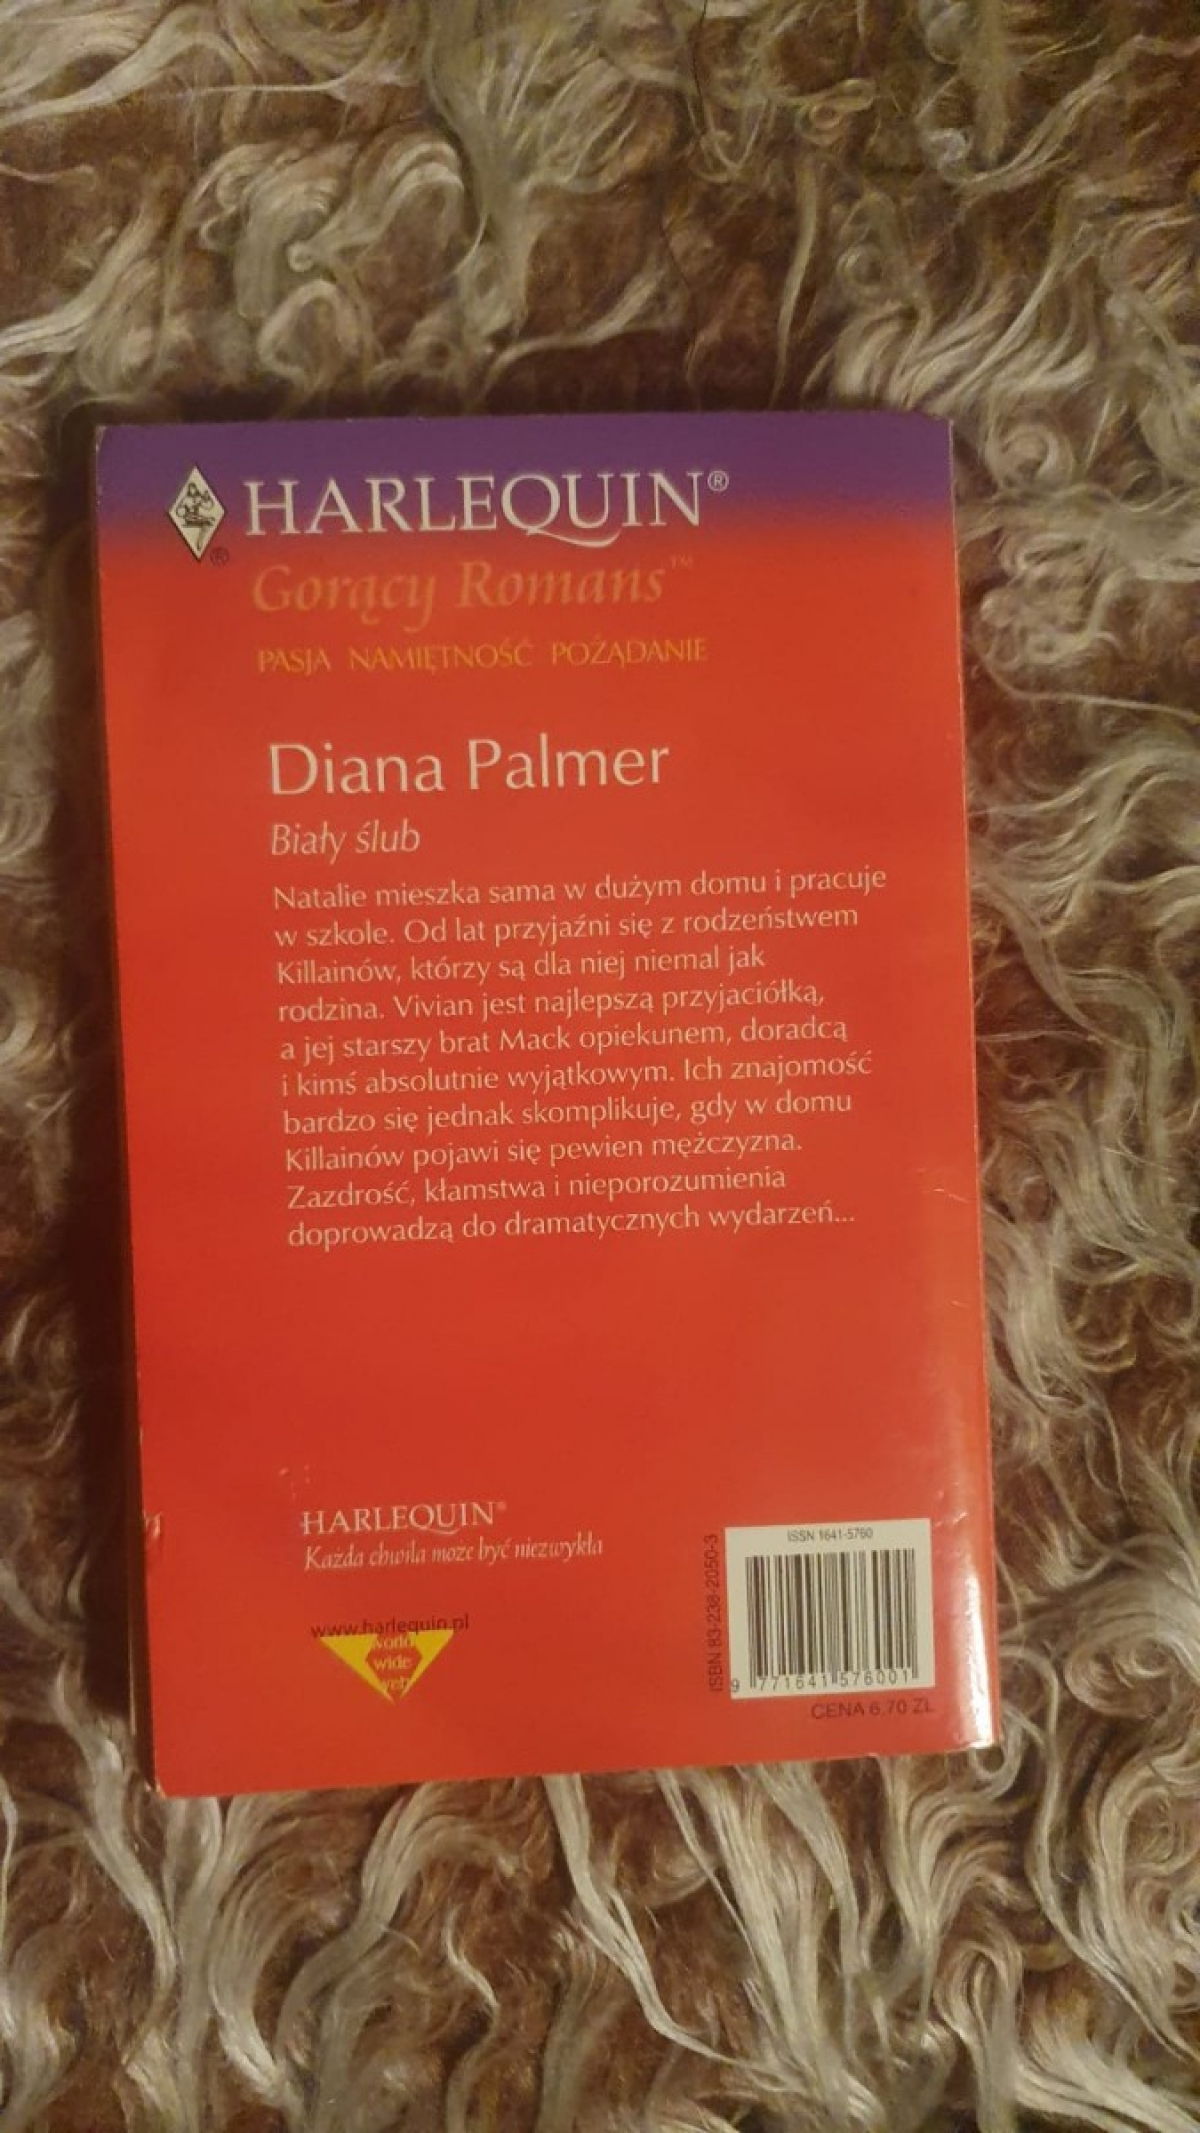 HARLEQUIN®
Gorący Romans™
PASJA NAMIĘTNOŚĆ POŻĄDANIE
Diana Palmer
Biały ślub
Natalie mieszka sama w dużym domu i pracuje
w szkole. Od lat przyjaźni się z rodzeństwem
Killainów, którzy są dla niej niemal jak
rodzina. Vivian jest najlepszą przyjaciółką,
a jej starszy brat Mack opiekunem, doradcą
i kimś absolutnie wyjątkowym. Ich znajomość
bardzo się jednak skomplikuje, gdy w domu
Killainów pojawi się pewien mężczyzna.
Zazdrość, kłamstwa i nieporozumienia
doprowadzą do dramatycznych wydarzeń...
HARLEQUIN®
Każda chwila może być niezwykła
www.harlequin.pl
world
wide
web
ISBN 83-238-2050-3
ISSN 1641-5760
9 771641 576001
CENA 6,70 ZŁ